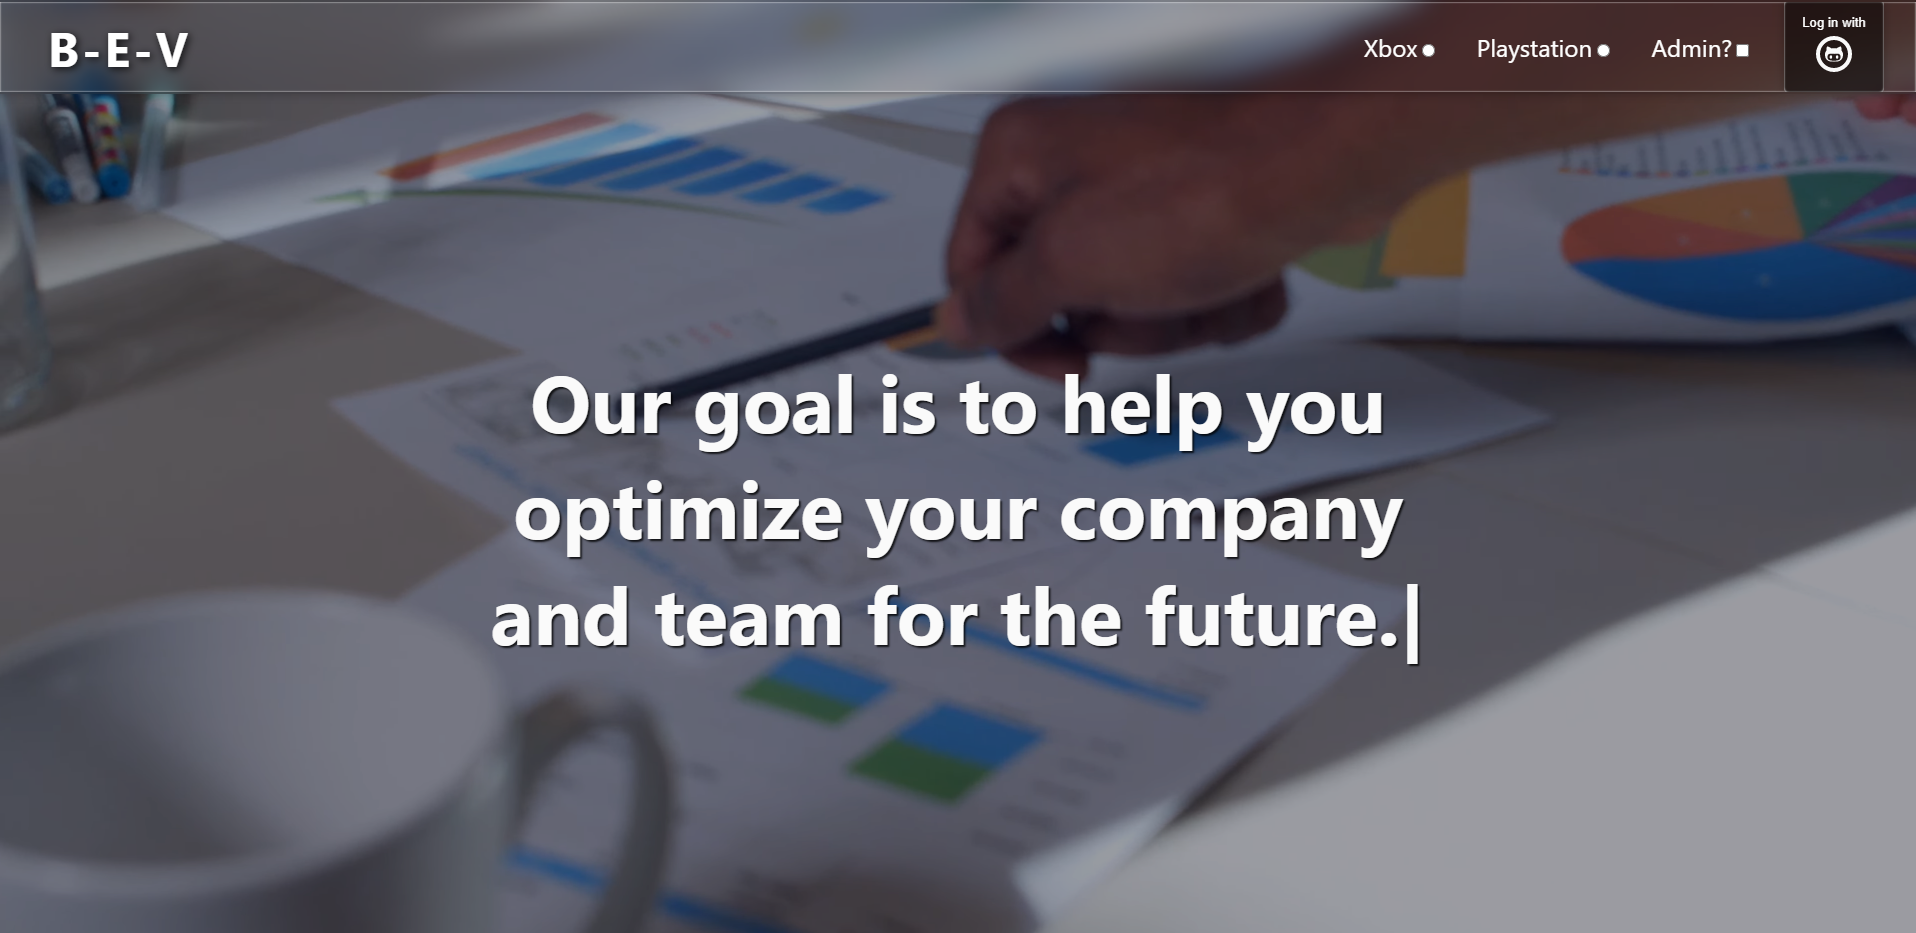 B-E-V
Xbox
Playstation
Admin?
Log in with
Our goal is to help you
optimize your company
and team for the future.|